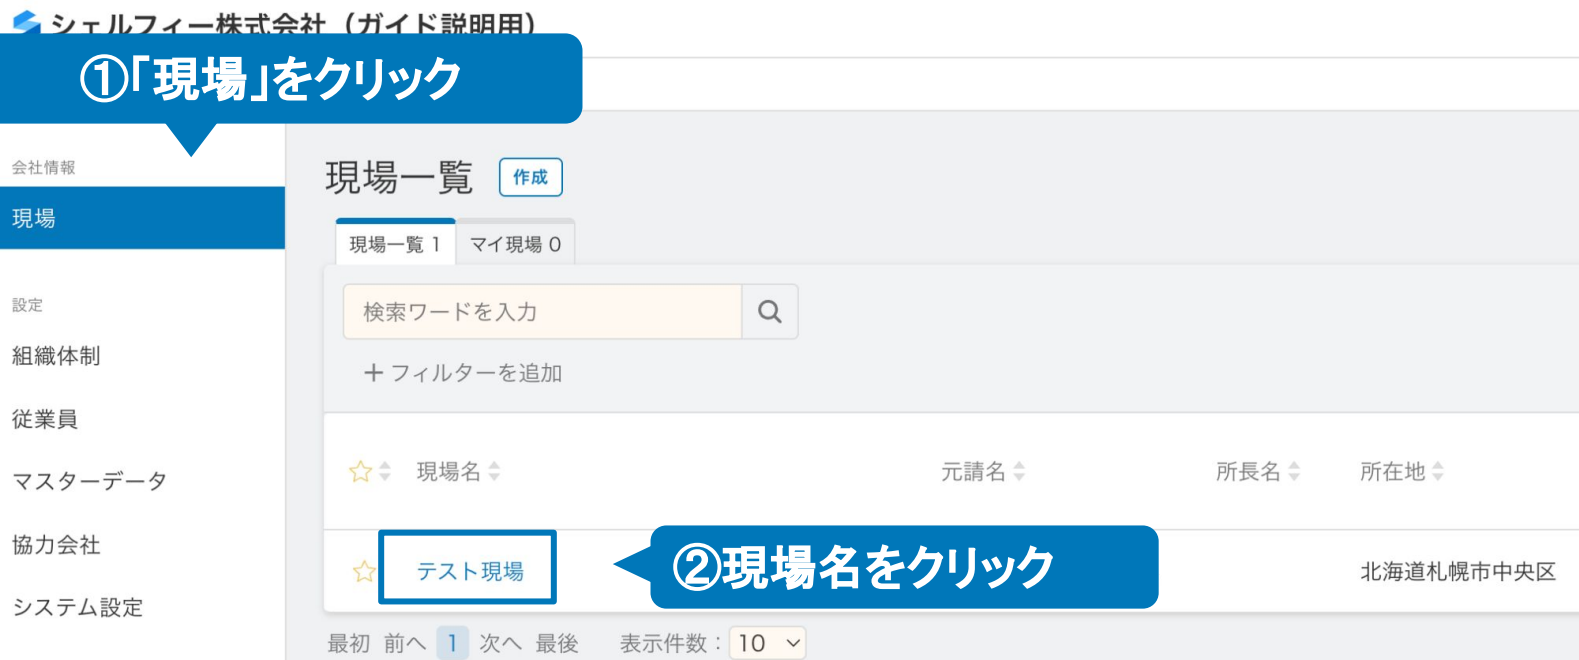 シェルフィー株式会社（ガイド説明用）
①「現場」をクリック
会社情報
現場
設定
組織体制
従業員
マスターデータ
協力会社
システム設定
現場一覧 作成
現場一覧 1 マイ現場 0
検索ワードを入力
＋フィルターを追加
現場名 元請名 所長名 所在地
テスト現場 ②現場名をクリック 北海道札幌市中央区
最初 前へ 1 次へ 最後 表示件数： 10